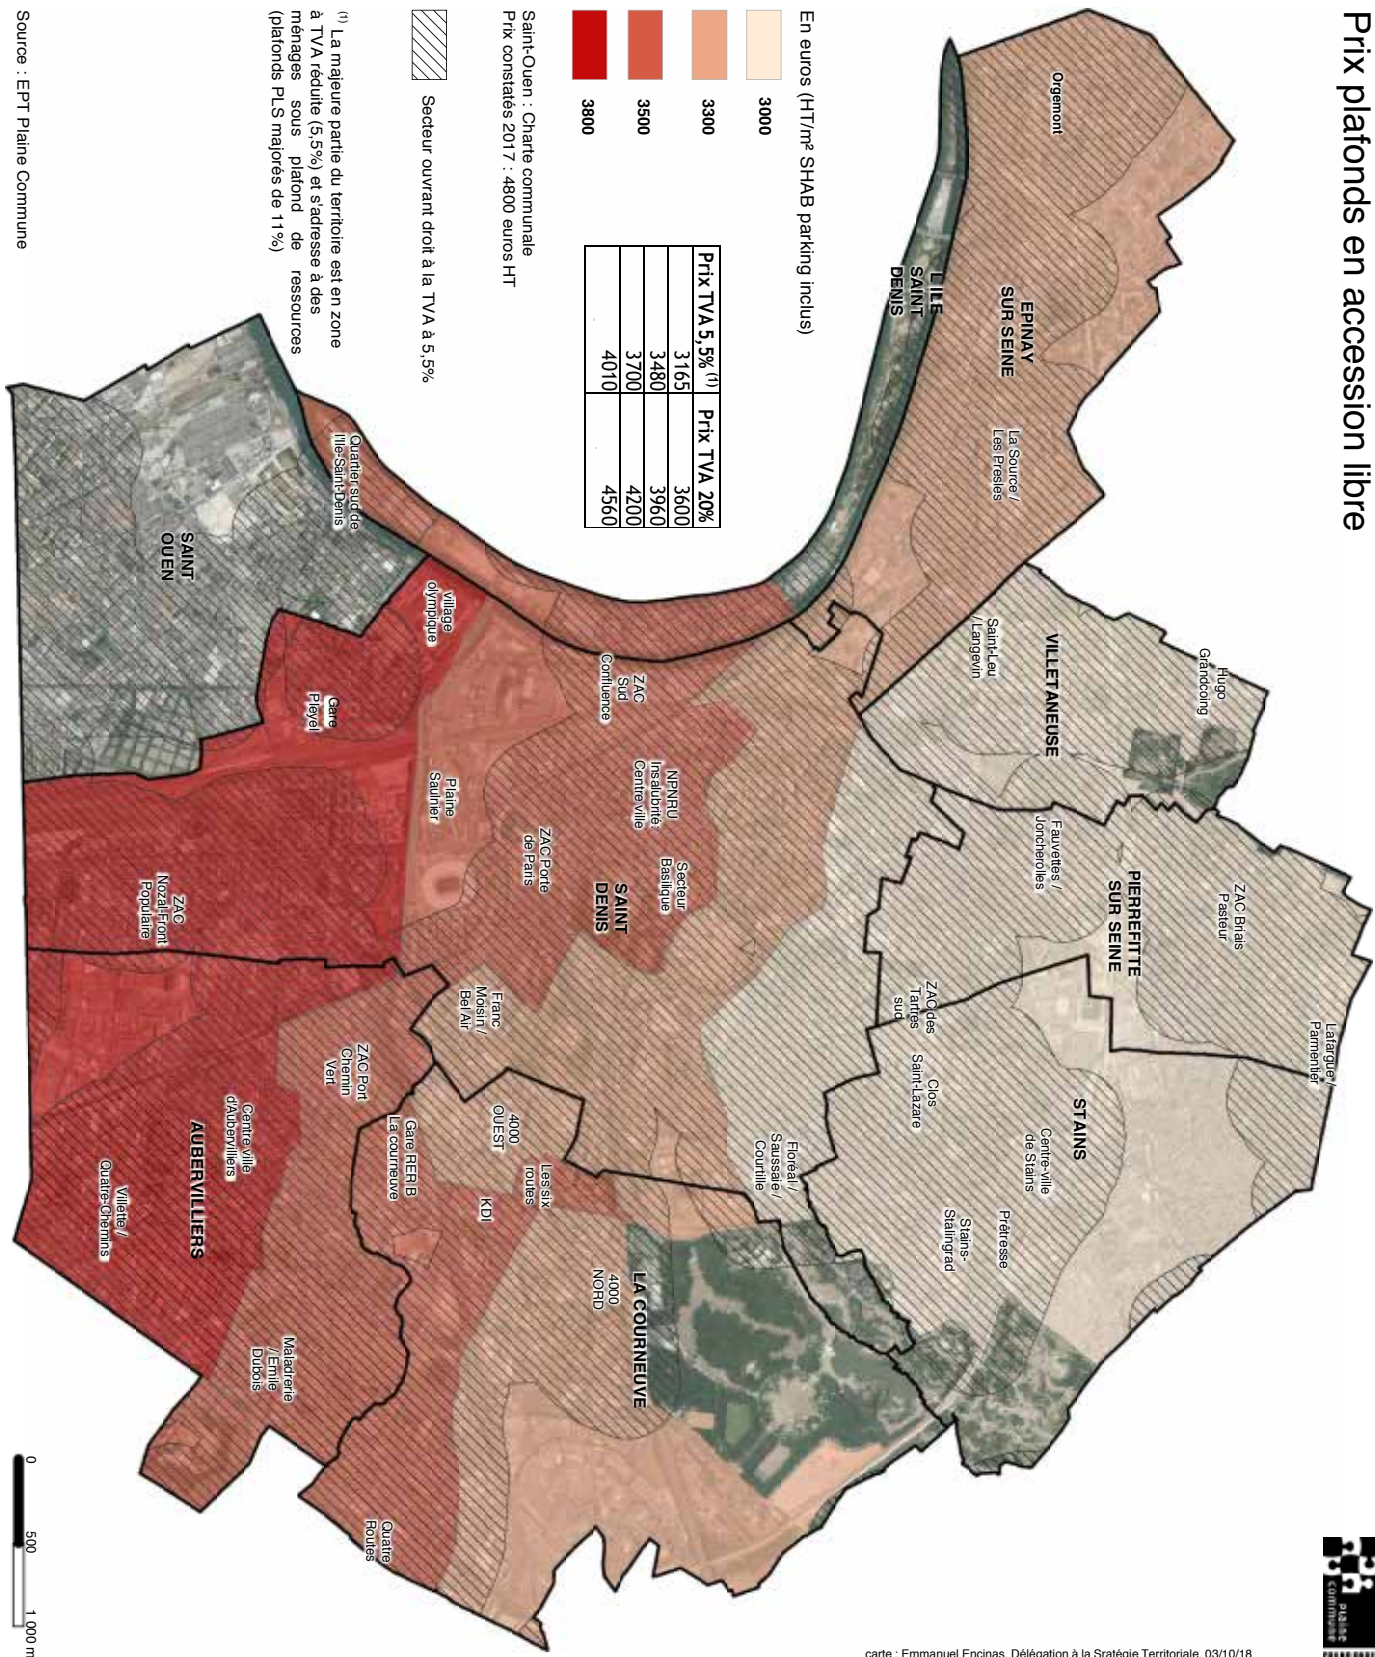 Prix plafonds en accession libre
En euros (HT/m² SHAB parking inclus)
3000
3300
3500
3800
Prix TVA 5,5% (1) Prix TVA 20%
3165 3600
3480 3960
3700 4200
4010 4560
Saint-Ouen : Charte communale
Prix constatés 2017 : 4800 euros HT
Secteur ouvrant droit à la TVA à 5,5%
(1) La majeure partie du territoire est en zone
à TVA réduite (5,5%) et s'adresse à des
ménages sous plafond de ressources
(plafonds PLS majorés de 11%)
Source : EPT Plaine Commune
Orgemont
EPINAY
SUR SEINE
La Source /
Les Presles
L'ILE
SAINT
DENIS
Quartier sud de
l'Ile-Saint-Denis
SAINT
OUEN
Hugo
Grandcoing
VILLETANEUSE
Saint-Leu
/ Langevin
ZAC Briais
Pasteur
PIERREFITTE
SUR SEINE
Fauvettes /
Joncherolles
Lafargue /
Parmentier
ZAC des
Tartres
sud
Clos
Saint-Lazare
STAINS
Centre-ville
de Stains
Prêtresse
Stains-
Stalingrad
Floréal /
Saussaie /
Courtille
ZAC
Sud
Confluence
NPNRU
Insalubrité:
Centre ville
Secteur
Basilique
SAINT
DENIS
ZAC Porte
de Paris
village
olympique
Plaine
Saulnier
Gare
Pleyel
ZAC
Nozal-Front
Populaire
Franc
Moisin /
Bel Air
4000
OUEST
Les six
routes
KDI
Gare RER B
La courneuve
4000
NORD
LA COURNEUVE
ZAC Port
Chemin
Vert
Centre ville
d'Aubervilliers
AUBERVILLIERS
Villette /
Quatre-Chemins
Maladrerie
/ Emile
Dubois
Quatre
Routes
0 500 1 000 m
plaine
commune
carte : Emmanuel Encinas, Délégation à la Sratégie Territoriale, 03/10/18